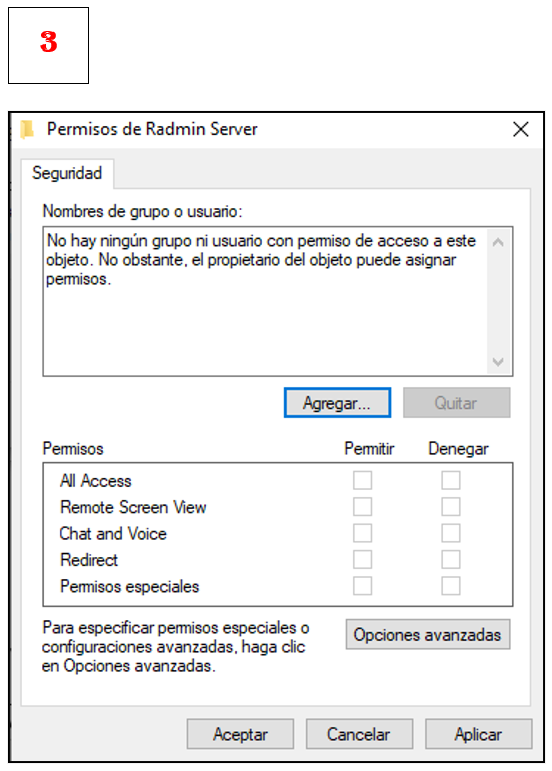 3
Permisos de Radmin Server
Seguridad
Nombres de grupo o usuario:
No hay ningún grupo ni usuario con permiso de acceso a este
objeto. No obstante, el propietario del objeto puede asignar
permisos.
Agregar... Quitar
Permisos Permitir Denegar
All Access
Remote Screen View
Chat and Voice
Redirect
Permisos especiales
Para especificar permisos especiales o
configuraciones avanzadas, haga clic
en Opciones avanzadas.
Opciones avanzadas
Aceptar Cancelar Aplicar